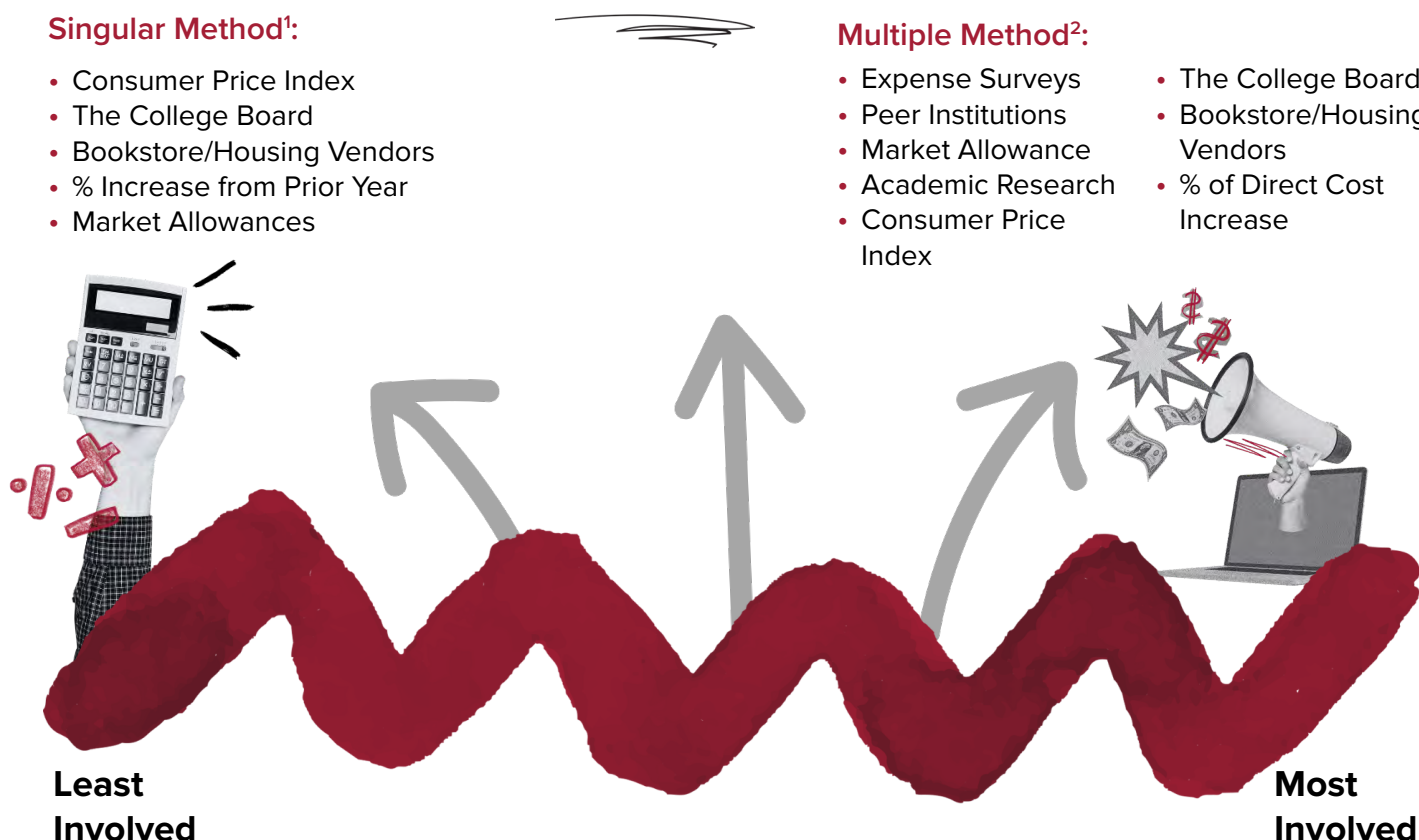 Singular Method¹:
• Consumer Price Index
• The College Board
• Bookstore/Housing Vendors
• % Increase from Prior Year
• Market Allowances
Multiple Method²:
• Expense Surveys
• Peer Institutions
• Market Allowance
• Academic Research
• Consumer Price
Index
• The College Board
• Bookstore/Housing
Vendors
• % of Direct Cost
Increase
Least
Involved
Most
Involved